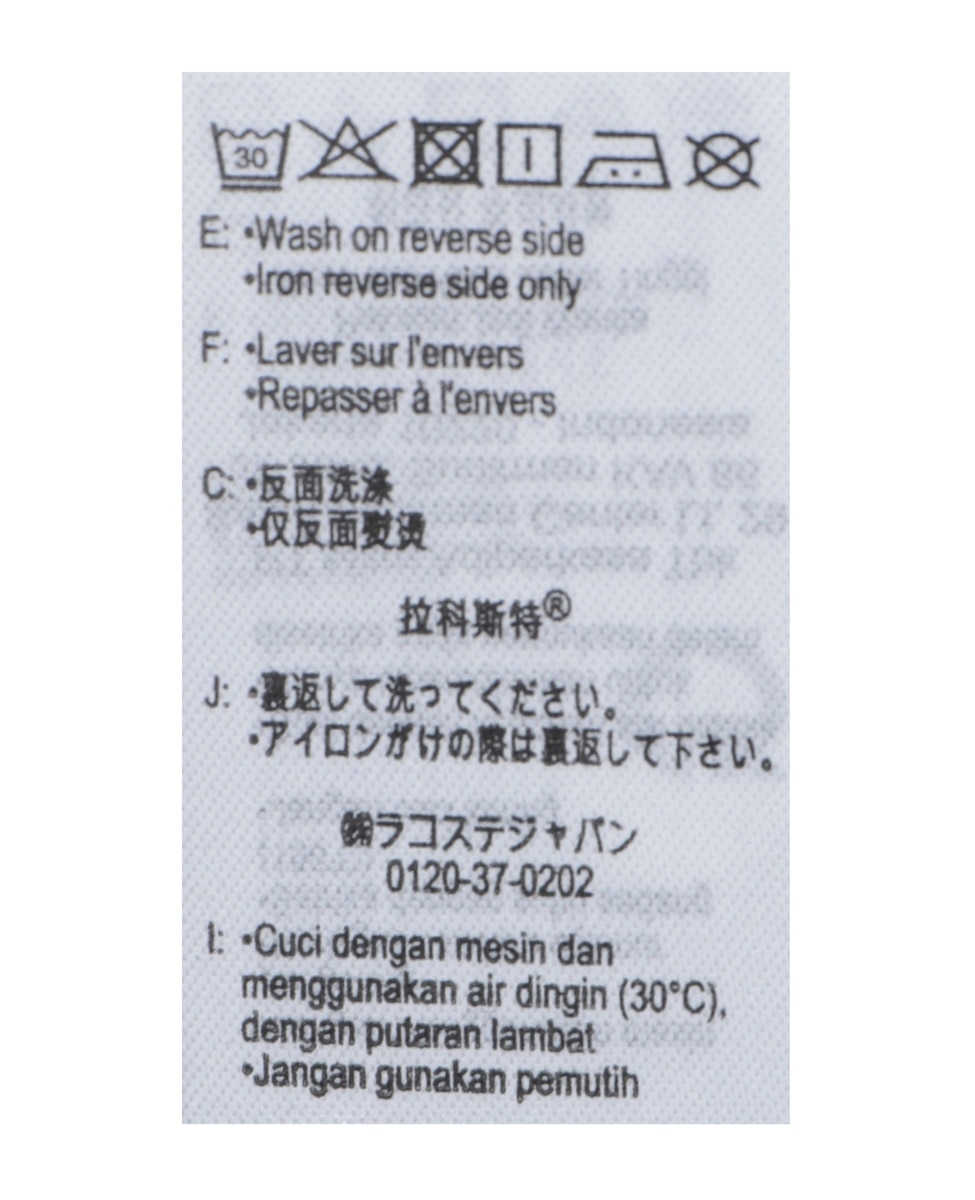 30
E: •Wash on reverse side
•Iron reverse side only
F: •Laver sur l'envers
•Repasser à l'envers
C: •反面洗涤
•仅反面熨烫
拉科斯特®
J: •裏返して洗ってください。
•アイロンがけの際は裏返して下さい。
㈱ラコステジャパン
0120-37-0202
I: •Cuci dengan mesin dan
menggunakan air dingin (30°C),
dengan putaran lambat
•Jangan gunakan pemutih